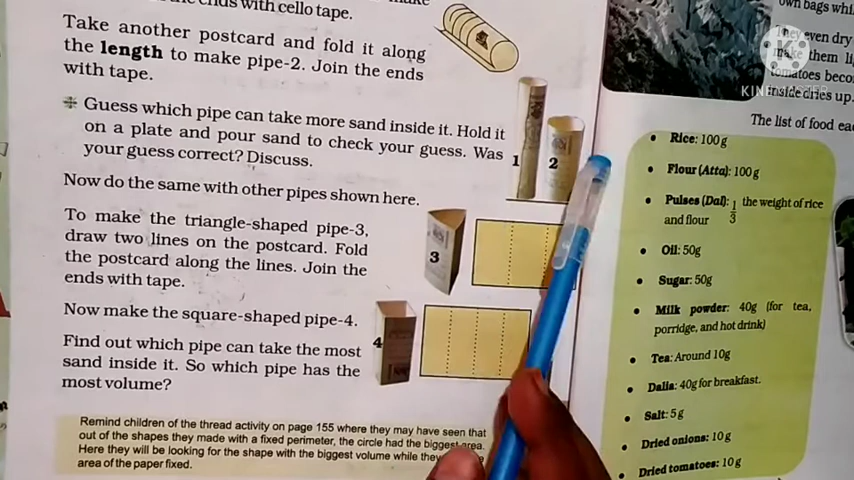 the ends with cello tape.
Take another postcard and fold it along
the length to make pipe-2. Join the ends
with tape.
Guess which pipe can take more sand inside it. Hold it
on a plate and pour sand to check your guess. Was
your guess correct? Discuss.
1
2
Now do the same with other pipes shown here.
To make the triangle-shaped pipe-3,
draw two lines on the postcard. Fold
the postcard along the lines. Join the
ends with tape.
3
Now make the square-shaped pipe-4.
4
Find out which pipe can take the most
sand inside it. So which pipe has the
most volume?
Remind children of the thread activity on page 155 where they may have seen that
out of the shapes they made with a fixed perimeter, the circle had the biggest area.
Here they will be looking for the shape with the biggest volume while
area of the paper fixed.
own bags
They even dry
make them
tomatoes
inside dries up.
The list of food
Rice: 100g
Flour (Atta): 100 g
Pulses (Dal): 1/3 the weight of rice
and flour
Oil: 50g
Sugar: 50g
Milk powder: 40g (for tea,
porridge, and hot drink)
Tea: Around 10g
Dalia: 40g for breakfast.
Salt: 5 g
Dried onions: 10 g
Dried tomatoes: 10 g